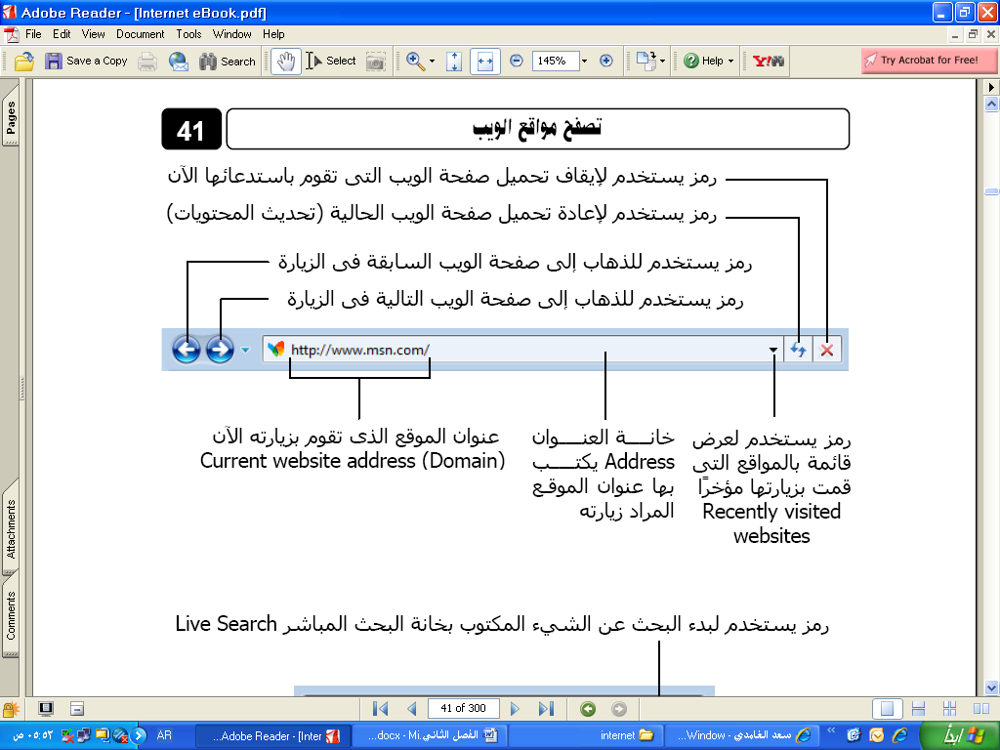 Adobe Reader - [Internet eBook.pdf]
File Edit View Document Tools Window Help
Save a Copy Search Select 145% Help Y! Try Acrobat for Free!
Pages
Attachments
Comments
41 تصفح مواقع الويب
رمز يستخدم لإيقاف تحميل صفحة الويب التى تقوم باستدعائها الآن
رمز يستخدم لإعادة تحميل صفحة الويب الحالية (تحديث المحتويات)
رمز يستخدم للذهاب إلى صفحة الويب السابقة فى الزيارة
رمز يستخدم للذهاب إلى صفحة الويب التالية فى الزيارة
http://www.msn.com/
رمز يستخدم لعرض
قائمة بالمواقع التي
قمت بزيارتها مؤخرًا
Recently visited
websites
خانــــة العنــــوان
Address يكتـــــب
بها عنوان الموقـع
المراد زيارته
عنوان الموقع الذى تقوم بزيارته الآن
Current website address (Domain)
رمز يستخدم لبدء البحث عن الشيء المكتوب بخانة البحث المباشر Live Search
41 of 300
ابدأ
سعد الغامدي - Window...
internet
الفصل الثاني.docx - Mi...
Adobe Reader - [Inter...
AR
٠٥:٥٢ ص